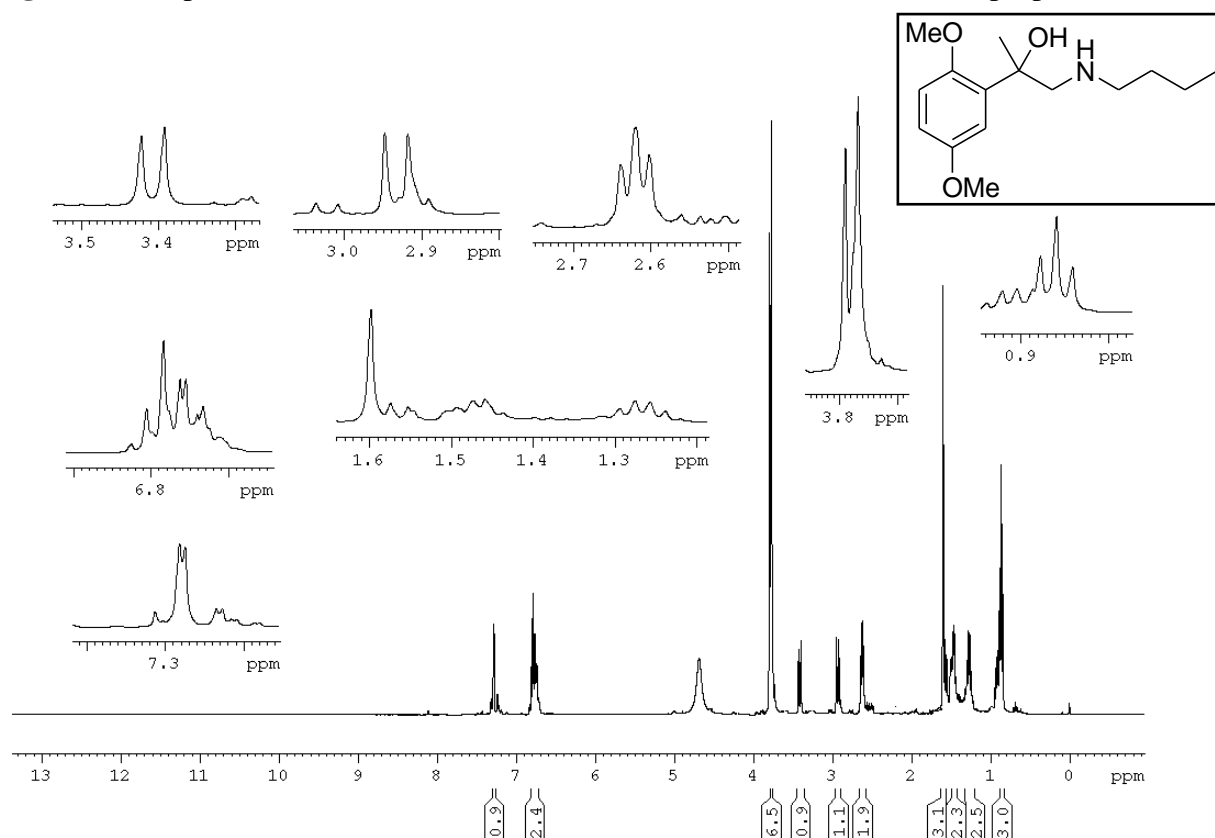 MeO
OH
H
N
OMe
3.5 3.4 ppm
3.0 2.9 ppm
2.7 2.6 ppm
0.9 ppm
6.8 ppm
1.6 1.5 1.4 1.3 ppm
3.8 ppm
7.3 ppm
13 12 11 10 9 8 7 6 5 4 3 2 1 0 ppm
0.9 2.4 6.5 0.9 1.1 1.9 3.1 2.3 2.5 3.0